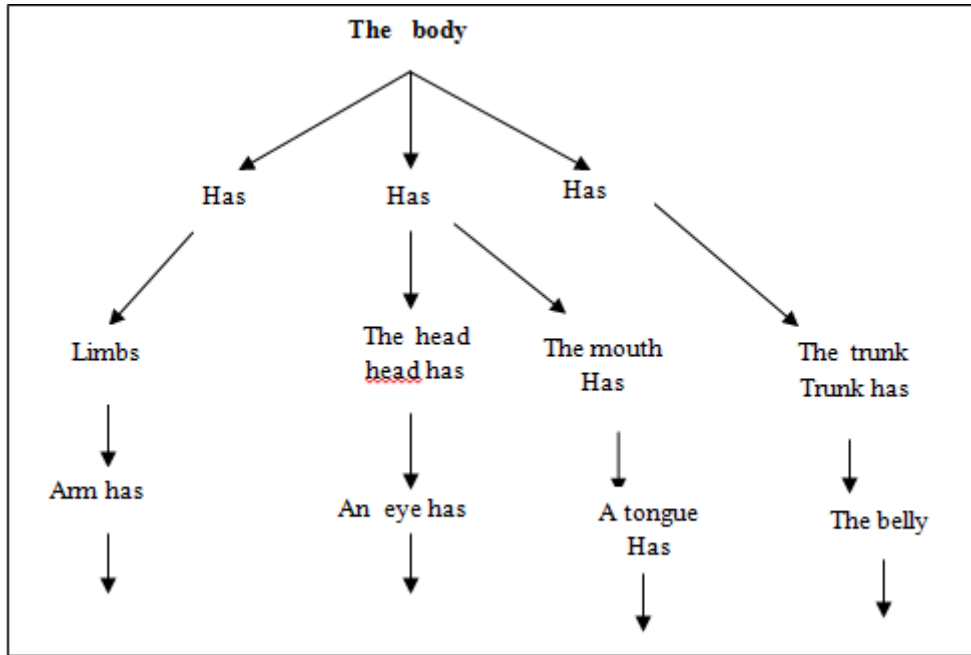 The body
Has
Has
Has
Limbs
The head
head has
The mouth
Has
The trunk
Trunk has
Arm has
An eye has
A tongue
Has
The belly